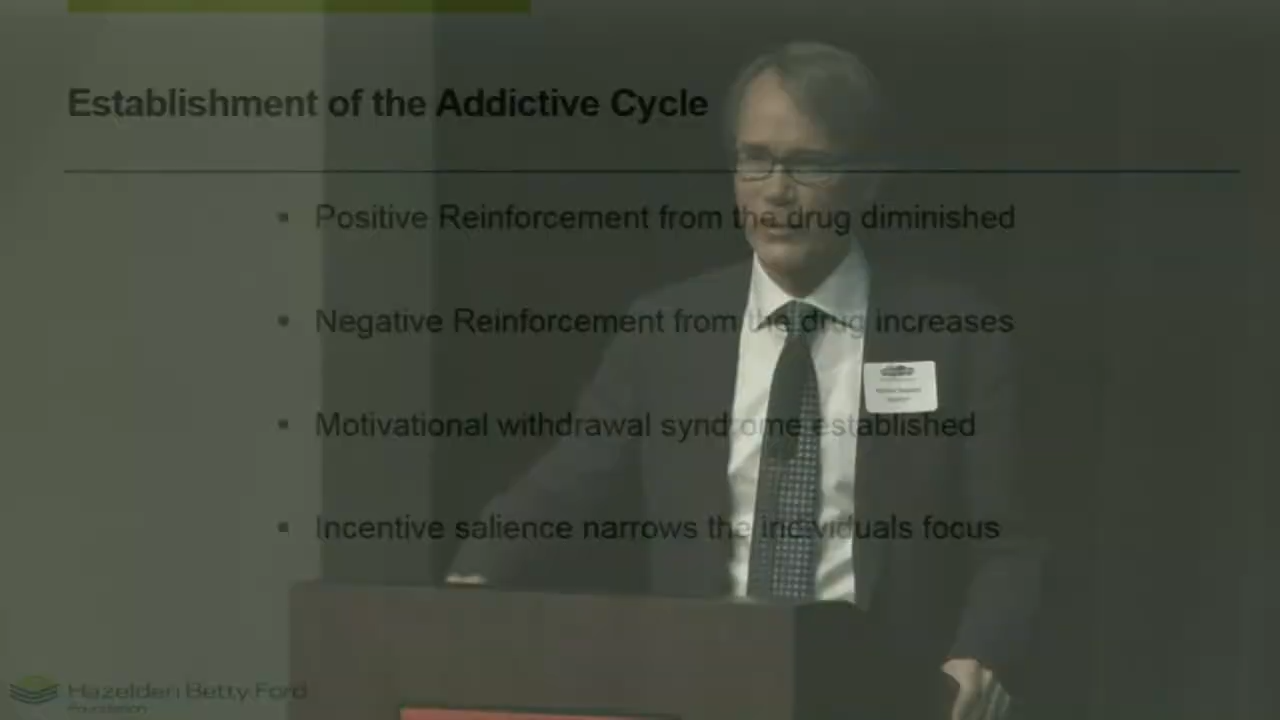 Establishment of the Addictive Cycle
▪ Positive Reinforcement from the drug diminished
▪ Negative Reinforcement from the drug increases
▪ Motivational withdrawal syndrome established
▪ Incentive salience narrows the individuals focus
Hazelden Betty Ford
Foundation